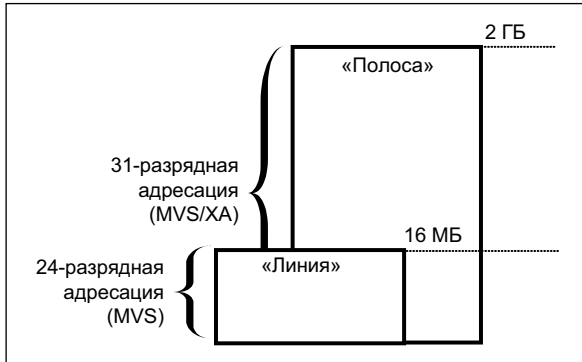 2 ГБ
«Полоса»
31-разрядная
адресация
(MVS/XA)
16 МБ
«Линия»
24-разрядная
адресация
(MVS)